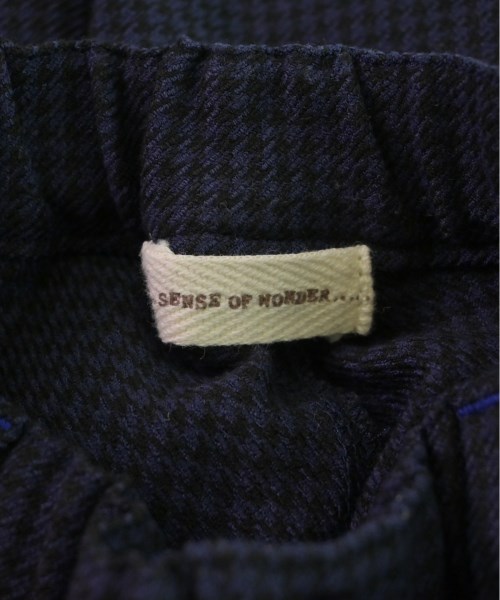 SENSE OF WONDER.....